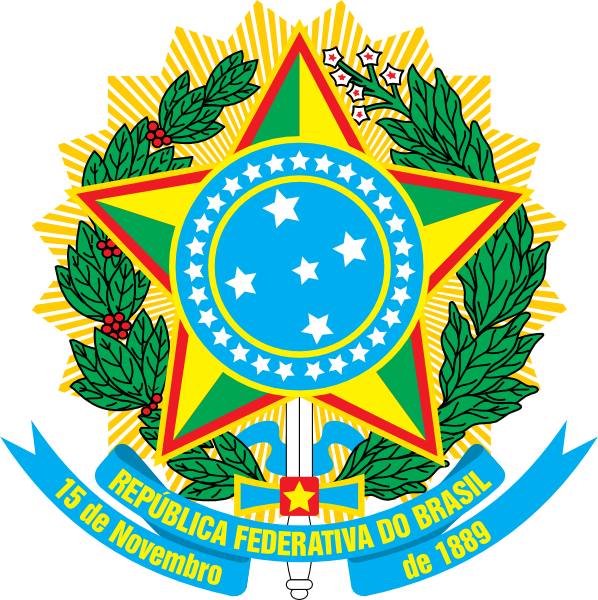 REPÚBLICA FEDERATIVA DO BRASIL
15 de Novembro
de 1889